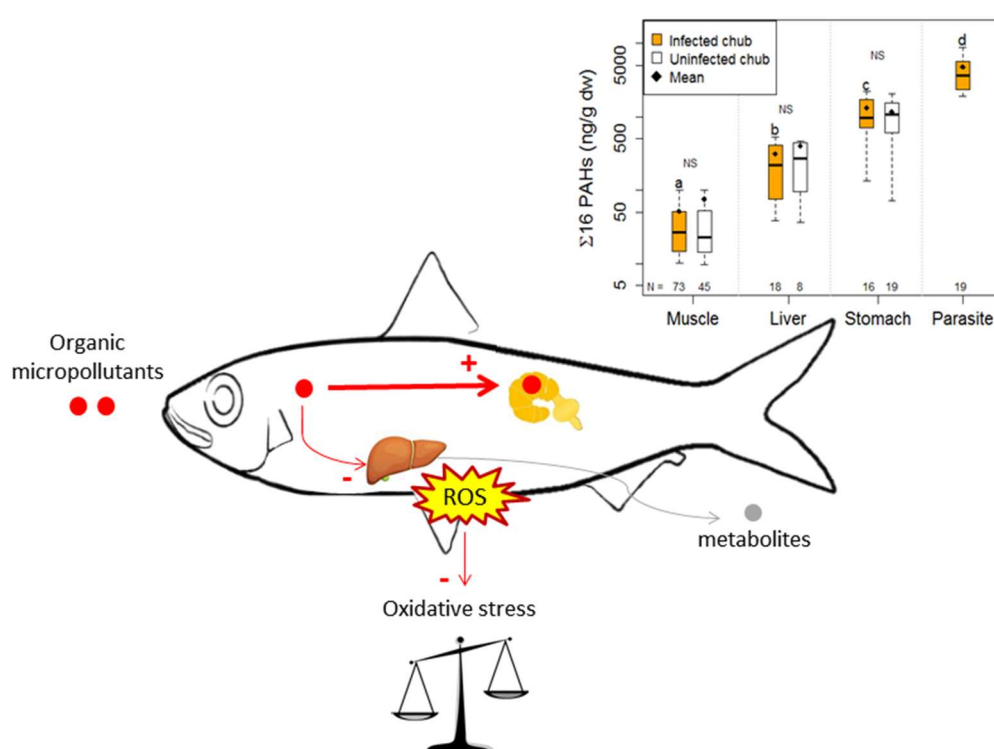 Infected chub
Uninfected chub
Mean
Σ16 PAHs (ng/g dw)
5000
500
50
5
a
NS
b
NS
c
NS
d
N = 73 45 18 8 16 19 19
Muscle Liver Stomach Parasite
Organic
micropollutants
+
-
ROS
metabolites
-
Oxidative stress